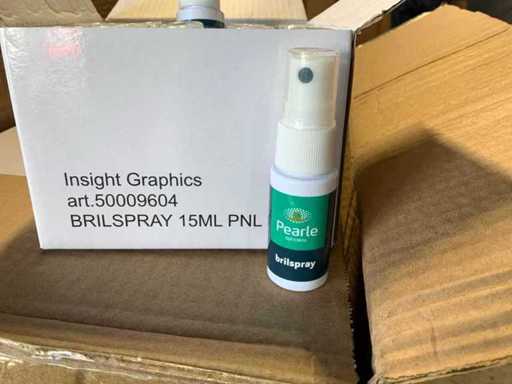 Insight Graphics
art.50009604
BRILSPRAY 15ML PNL
Pearle
brilspray